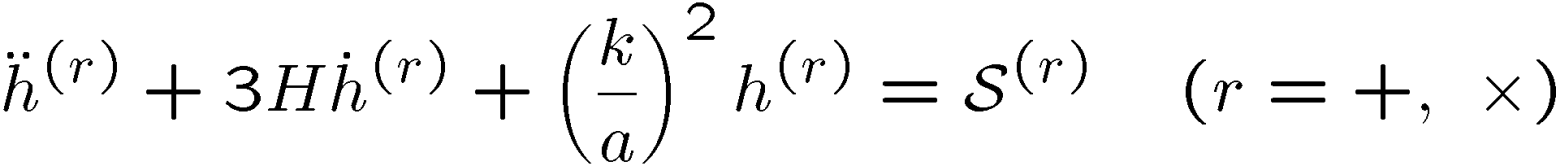 ḧ^{(r)} + 3Hḣ^{(r)} + (k/a)^2 h^{(r)} = 𝒮^{(r)} (r = +, ×)